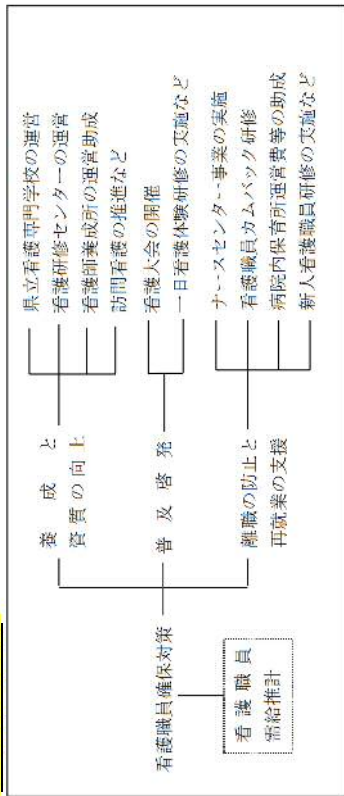 看護職員確保対策
看護職員
需給推計
養成と
資質の向上
県立看護専門学校の運営
看護研修センターの運営
看護師養成所の運営助成
訪問看護の推進など
普及啓発
看護大会の開催
一日看護体験研修の実施など
離職の防止と
再就業の支援
ナースセンター事業の実施
看護職員カムバック研修
病院内保育所運営費等の助成
新人看護職員研修の実施など